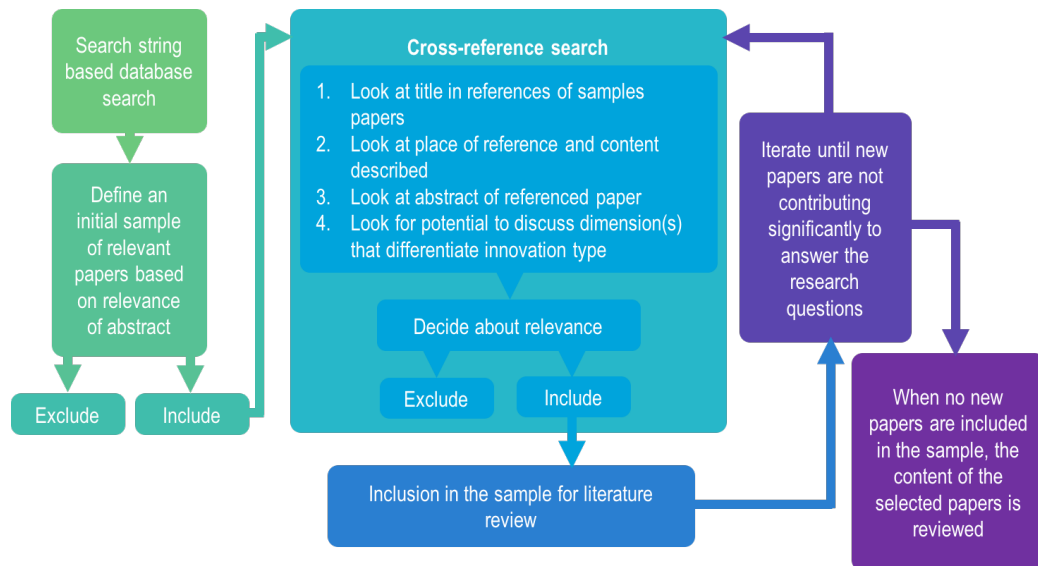 Search string
based database
search
Define an
initial sample
of relevant
papers based
on relevance
of abstract
Exclude
Include
Cross-reference search
1. Look at title in references of samples
papers
2. Look at place of reference and content
described
3. Look at abstract of referenced paper
4. Look for potential to discuss dimension(s)
that differentiate innovation type
Decide about relevance
Exclude
Include
Inclusion in the sample for literature
review
Iterate until new
papers are not
contributing
significantly to
answer the
research
questions
When no new
papers are included
in the sample, the
content of the
selected papers is
reviewed